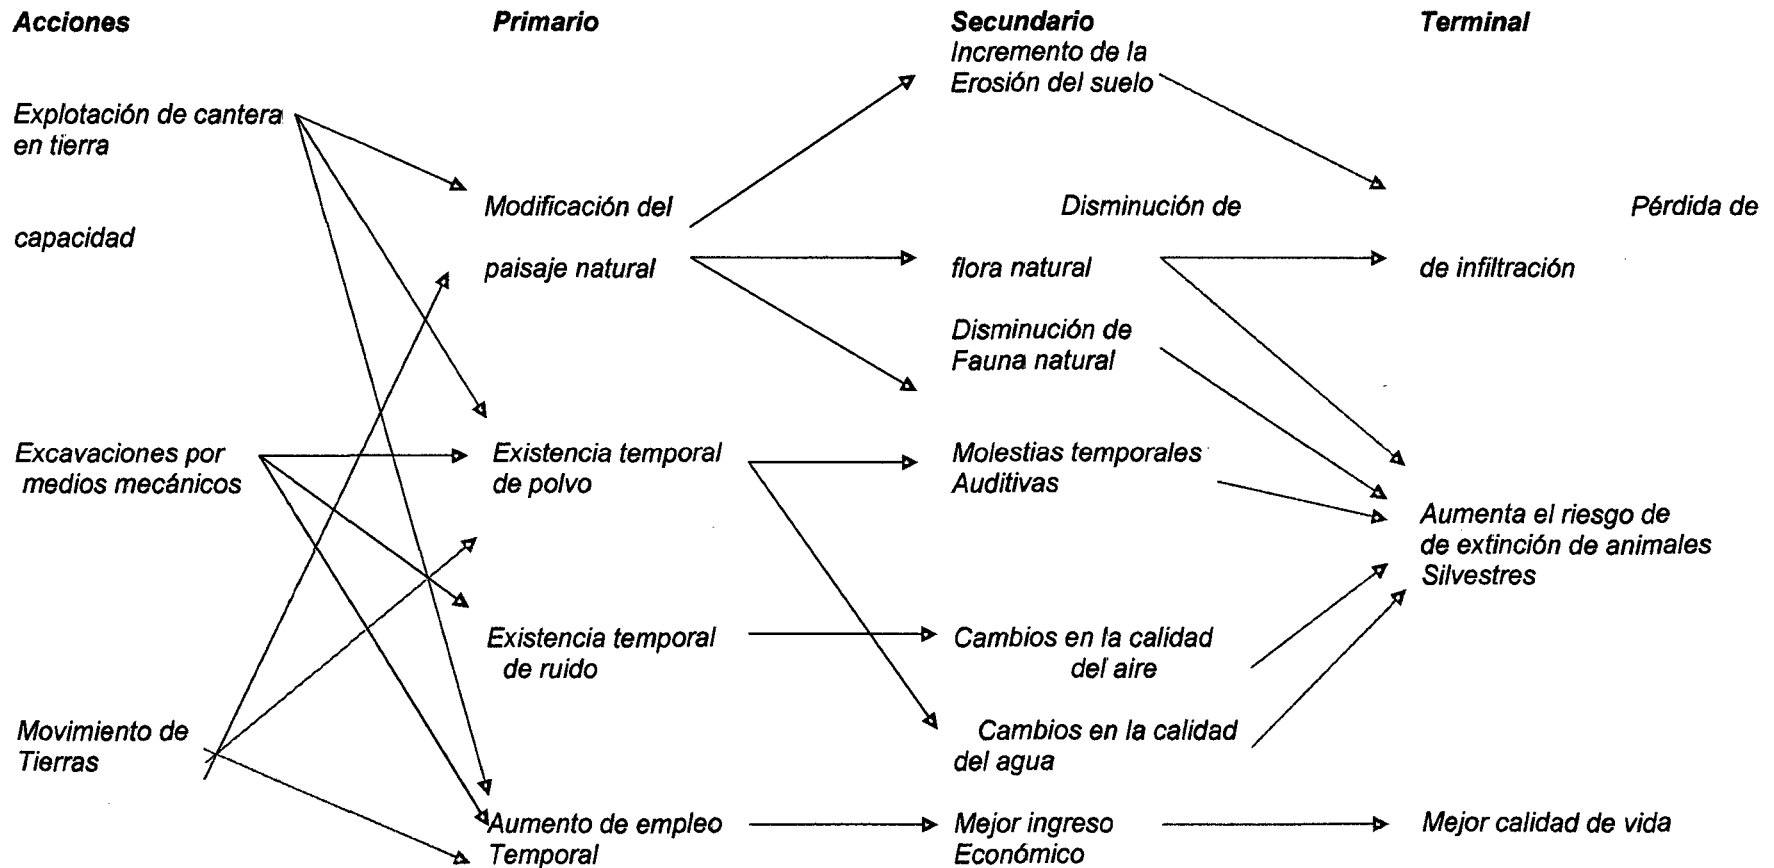 Acciones Primario Secundario Terminal
Incremento de la
Erosión del suelo
Explotación de cantera
en tierra
Modificación del Disminución de Pérdida de
capacidad
paisaje natural flora natural de infiltración
Disminución de
Fauna natural
Excavaciones por Existencia temporal Molestias temporales
medios mecánicos de polvo Auditivas
Aumenta el riesgo de
de extinción de animales
Silvestres
Existencia temporal Cambios en la calidad
de ruido del aire
Movimiento de Cambios en la calidad
Tierras del agua
Aumento de empleo Mejor ingreso Mejor calidad de vida
Temporal Económico